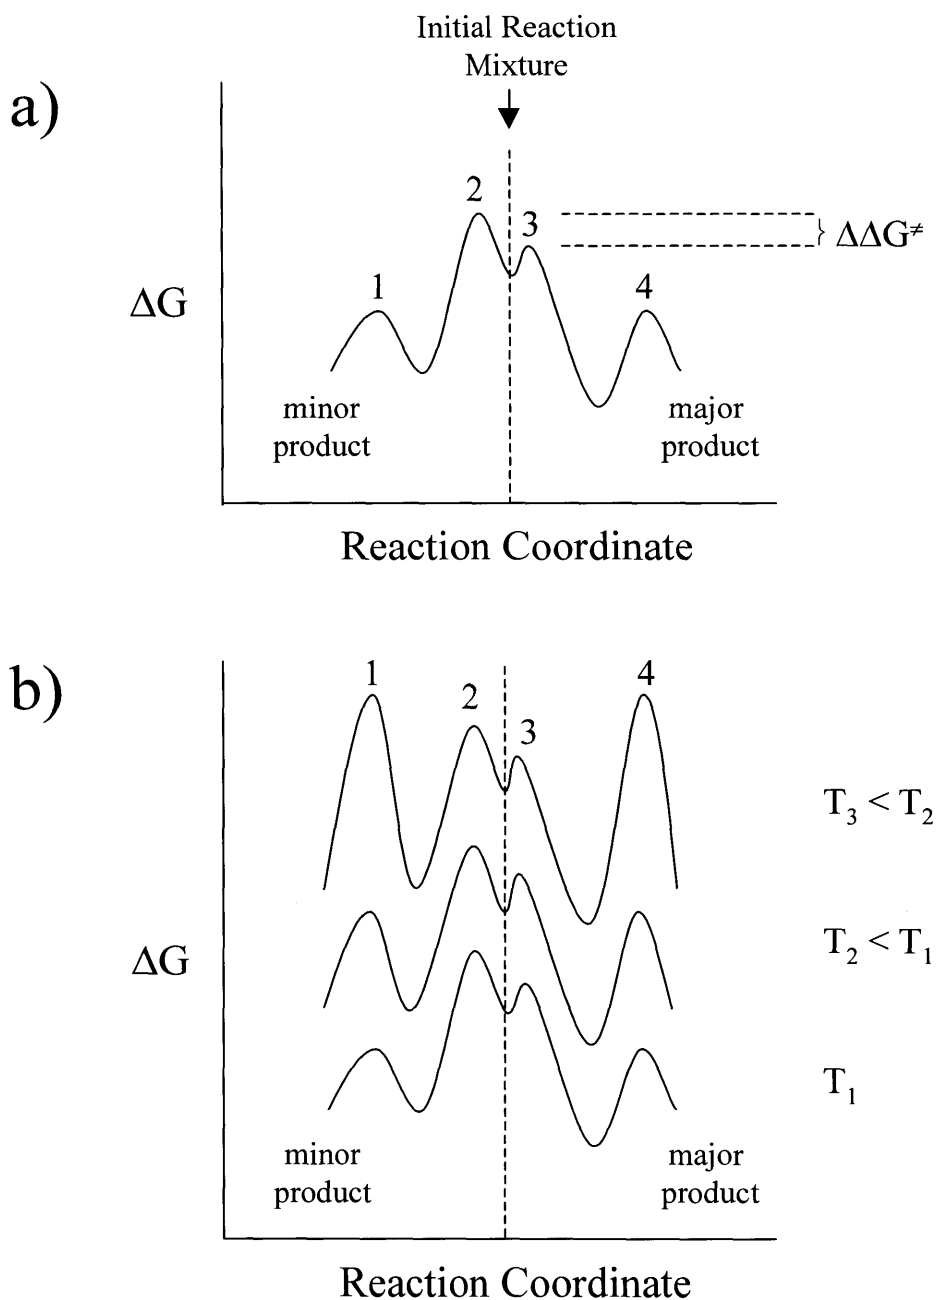 Initial Reaction
Mixture
a)
2
3
ΔΔG≠
1
4
ΔG
minor
product
major
product
Reaction Coordinate
b)
1
2
3
4
T3 < T2
T2 < T1
ΔG
T1
minor
product
major
product
Reaction Coordinate